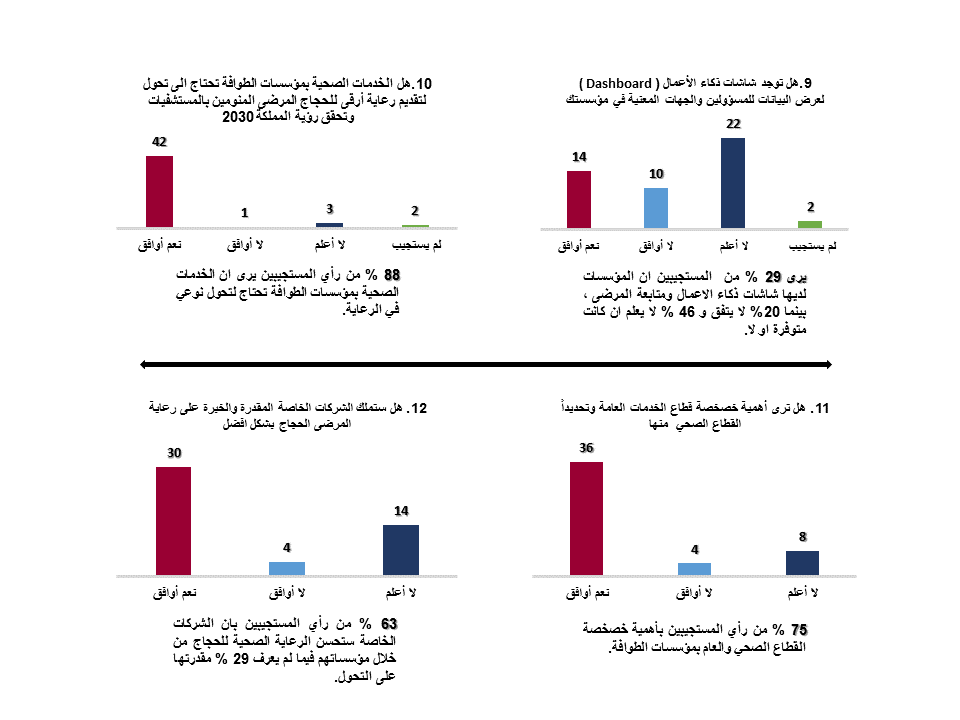 9.هل توجد شاشات ذكاء الأعمال ( Dashboard )
لعرض البيانات للمسؤولين والجهات المعنية في مؤسستك
14
10
22
2
نعم أوافق
لا أوافق
لا أعلم
لم يستجيب
يرى 29 % من المستجيبين ان المؤسسات
لديها شاشات ذكاء الاعمال ومتابعة المرضى ،
بينما 20% لا يتفق و 46 % لا يعلم ان كانت
متوفرة او لا.
10.هل الخدمات الصحية بمؤسسات الطوافة تحتاج الى تحول
لتقديم رعاية أرقى للحجاج المرضى المنومين بالمستشفيات
وتحقق رؤية المملكة 2030
42
1
3
2
نعم أوافق
لا أوافق
لا أعلم
لم يستجيب
88 % من رأي المستجيبين يرى ان الخدمات
الصحية بمؤسسات الطوافة تحتاج لتحول نوعي
في الرعاية.
11. هل ترى أهمية خصخصة قطاع الخدمات العامة وتحديداً
القطاع الصحي منها
36
4
8
نعم أوافق
لا أوافق
لا أعلم
75 % من رأي المستجيبين بأهمية خصخصة
القطاع الصحي والعام بمؤسسات الطوافة.
12. هل ستملك الشركات الخاصة المقدرة والخبرة على رعاية
المرضى الحجاج بشكل افضل
30
4
14
نعم أوافق
لا أوافق
لا أعلم
63 % من رأي المستجيبين بان الشركات
الخاصة ستحسن الرعاية الصحية للحجاج من
خلال مؤسساتهم فيما لم يعرف 29 % مقدرتها
على التحول.